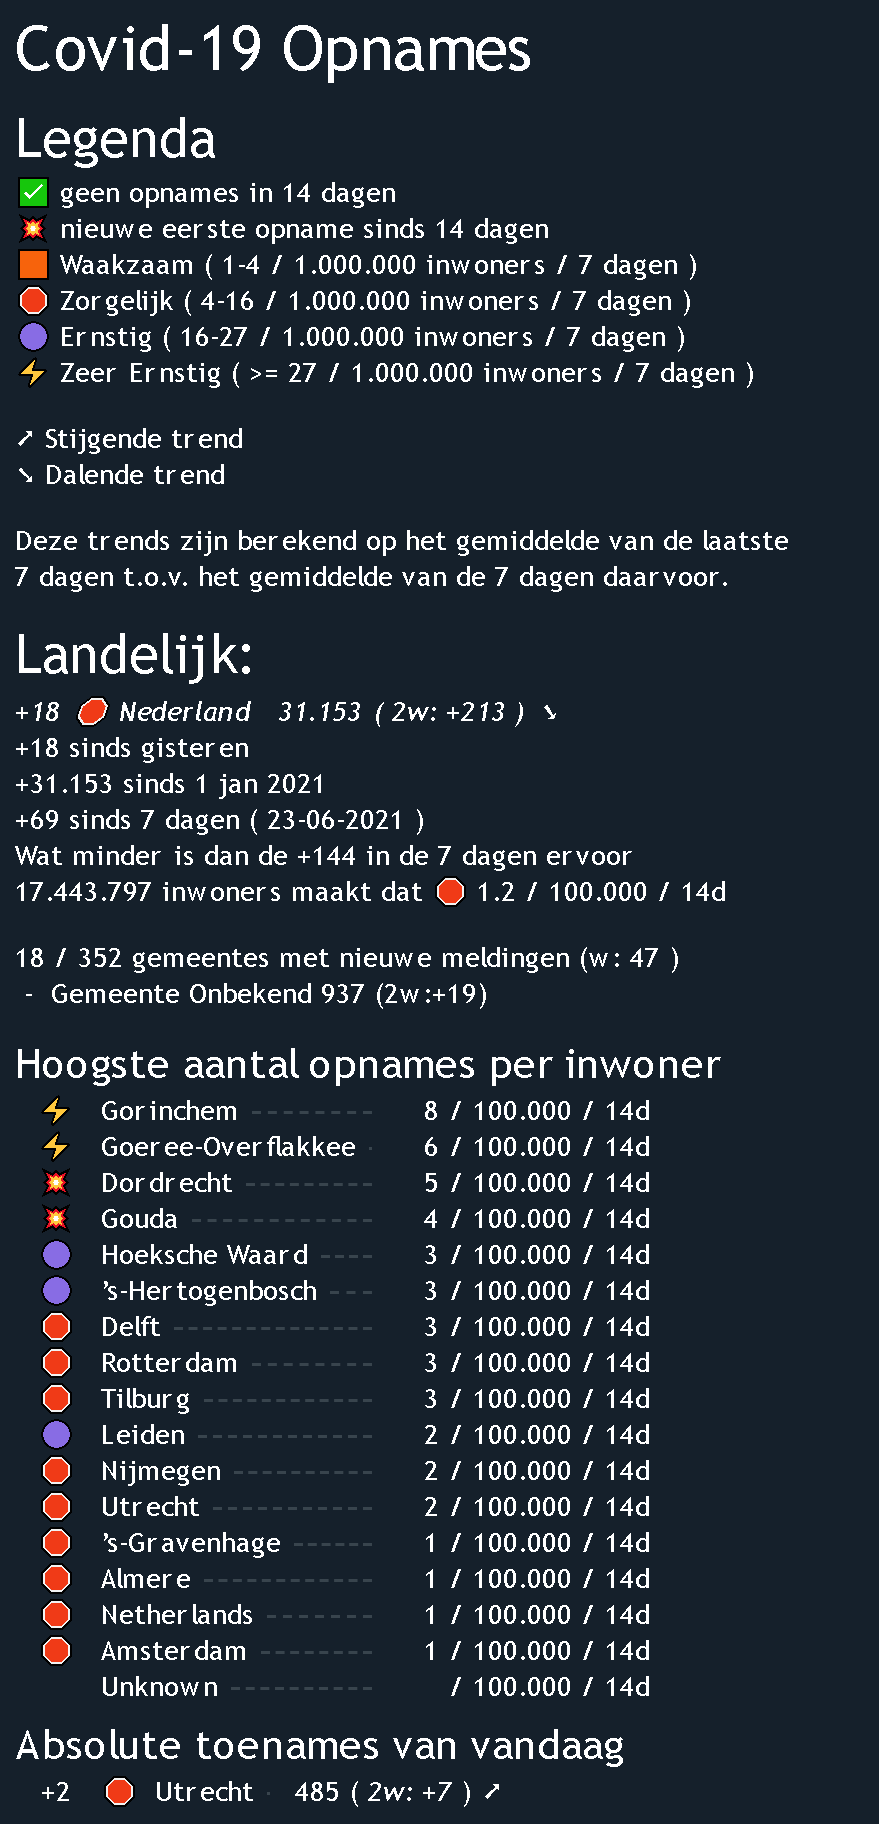 Covid-19 Opnames
Legenda
✅ geen opnames in 14 dagen
💥 nieuwe eerste opname sinds 14 dagen
🟧 Waakzaam ( 1-4 / 1.000.000 inwoners / 7 dagen )
🛑 Zorgelijk ( 4-16 / 1.000.000 inwoners / 7 dagen )
🟣 Ernstig ( 16-27 / 1.000.000 inwoners / 7 dagen )
⚡ Zeer Ernstig ( >= 27 / 1.000.000 inwoners / 7 dagen )
➚ Stijgende trend
➘ Dalende trend
Deze trends zijn berekend op het gemiddelde van de laatste
7 dagen t.o.v. het gemiddelde van de 7 dagen daarvoor.
Landelijk:
+18 🛑 Nederland 31.153 ( 2w: +213 ) ➘
+18 sinds gisteren
+31.153 sinds 1 jan 2021
+69 sinds 7 dagen ( 23-06-2021 )
Wat minder is dan de +144 in de 7 dagen ervoor
17.443.797 inwoners maakt dat 🛑 1.2 / 100.000 / 14d
18 / 352 gemeentes met nieuwe meldingen (w: 47 )
- Gemeente Onbekend 937 (2w:+19)
Hoogste aantal opnames per inwoner
⚡ Gorinchem -------- 8 / 100.000 / 14d
⚡ Goeree-Overflakkee · 6 / 100.000 / 14d
💥 Dordrecht --------- 5 / 100.000 / 14d
💥 Gouda ------------ 4 / 100.000 / 14d
🟣 Hoeksche Waard ---- 3 / 100.000 / 14d
🟣 's-Hertogenbosch --- 3 / 100.000 / 14d
🛑 Delft ------------- 3 / 100.000 / 14d
🛑 Rotterdam -------- 3 / 100.000 / 14d
🛑 Tilburg ----------- 3 / 100.000 / 14d
🟣 Leiden ------------ 2 / 100.000 / 14d
🛑 Nijmegen --------- 2 / 100.000 / 14d
🛑 Utrecht ----------- 2 / 100.000 / 14d
🛑 's-Gravenhage ------ 1 / 100.000 / 14d
🛑 Almere ----------- 1 / 100.000 / 14d
🛑 Netherlands ------- 1 / 100.000 / 14d
🛑 Amsterdam -------- 1 / 100.000 / 14d
Unknown ---------- / 100.000 / 14d
Absolute toenames van vandaag
+2 🛑 Utrecht · 485 ( 2w: +7 ) ➚